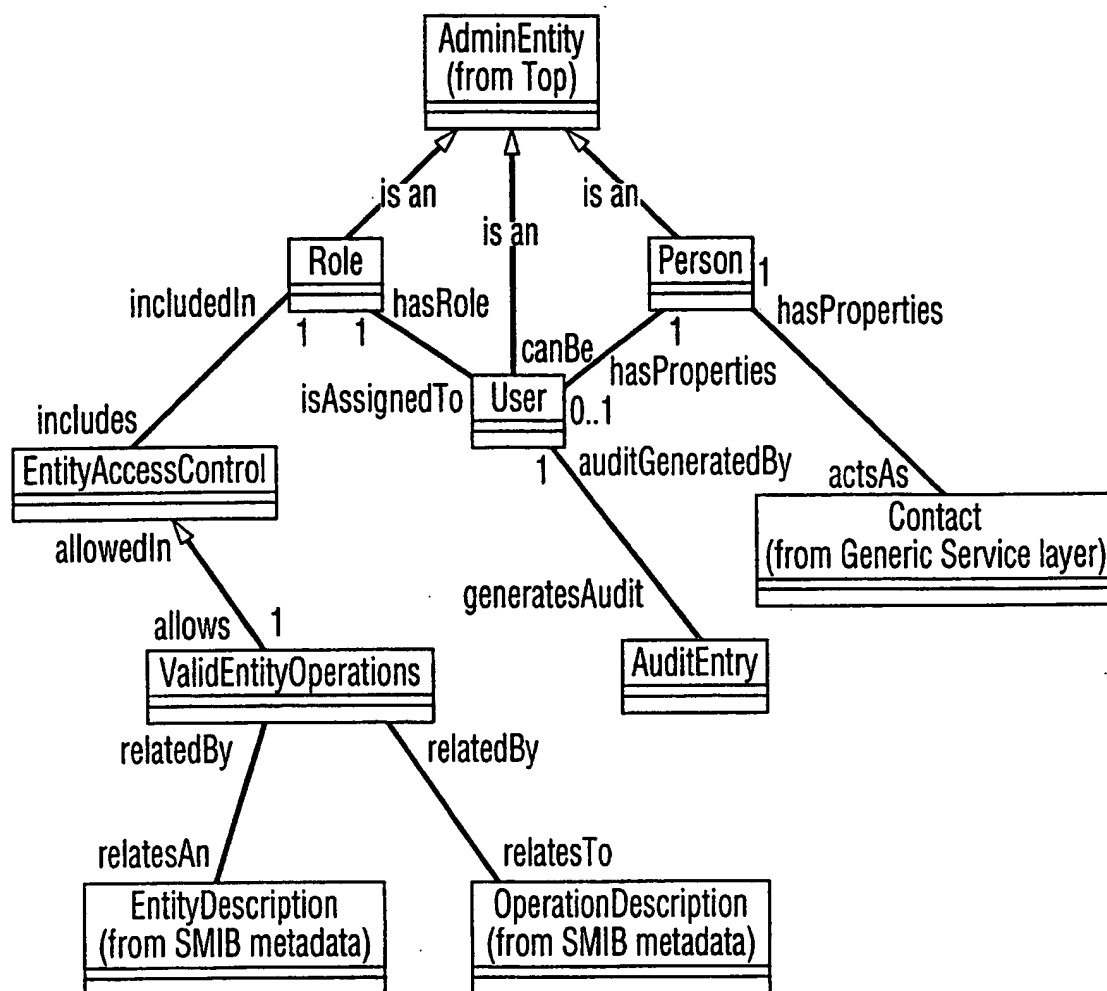 AdminEntity
(from Top)
is an
is an
is an
Role
Person
1
includedIn
hasRole
hasProperties
1
1
1
canBe
hasProperties
isAssignedTo
User
0..1
includes
EntityAccessControl
1
auditGeneratedBy
actsAs
Contact
(from Generic Service layer)
allowedIn
generatesAudit
allows
1
ValidEntityOperations
AuditEntry
relatedBy
relatedBy
relatesAn
relatesTo
EntityDescription
(from SMIB metadata)
OperationDescription
(from SMIB metadata)